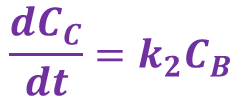 dC_C/dt = k_2C_B